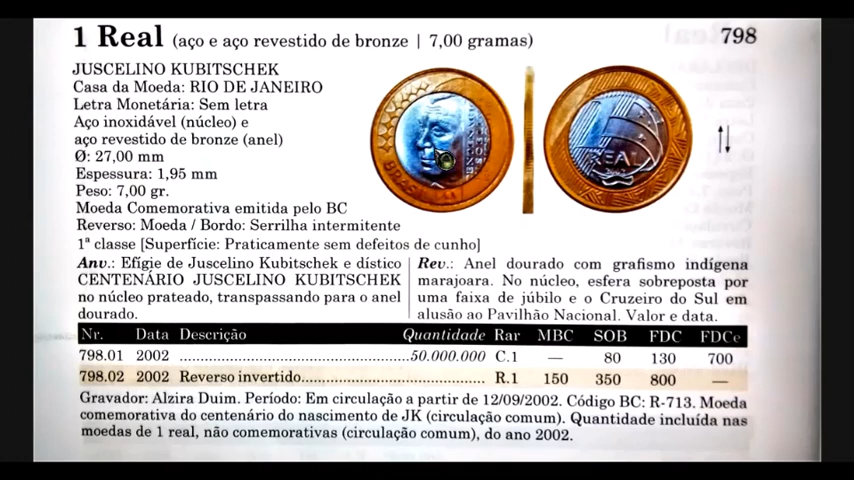 1 Real (aço e aço revestido de bronze | 7,00 gramas) 798
JUSCELINO KUBITSCHEK
Casa da Moeda: RIO DE JANEIRO
Letra Monetária: Sem letra
Aço inoxidável (núcleo) e
aço revestido de bronze (anel)
Ø: 27,00 mm
Espessura: 1,95 mm
Peso: 7,00 gr.
Moeda Comemorativa emitida pelo BC
Reverso: Moeda / Bordo: Serrilha intermitente
1ª classe [Superfície: Praticamente sem defeitos de cunho]
BRASIL
REAL
Anv.: Efígie de Juscelino Kubitschek e dístico
CENTENÁRIO JUSCELINO KUBITSCHEK
no núcleo prateado, transpassando para o anel
dourado.
Rev.: Anel dourado com grafismo indígena
marajoara. No núcleo, esfera sobreposta por
uma faixa de júbilo e o Cruzeiro do Sul em
alusão ao Pavilhão Nacional. Valor e data.
Nr. Data Descrição Quantidade Rar MBC SOB FDC FDCe
798.01 2002 ..................................................50.000.000 C.1 — 80 130 700
798.02 2002 Reverso invertido........................................ R.1 150 350 800 —
Gravador: Alzira Duim. Período: Em circulação a partir de 12/09/2002. Código BC: R-713. Moeda
comemorativa do centenário do nascimento de JK (circulação comum). Quantidade incluída nas
moedas de 1 real, não comemorativas (circulação comum), do ano 2002.